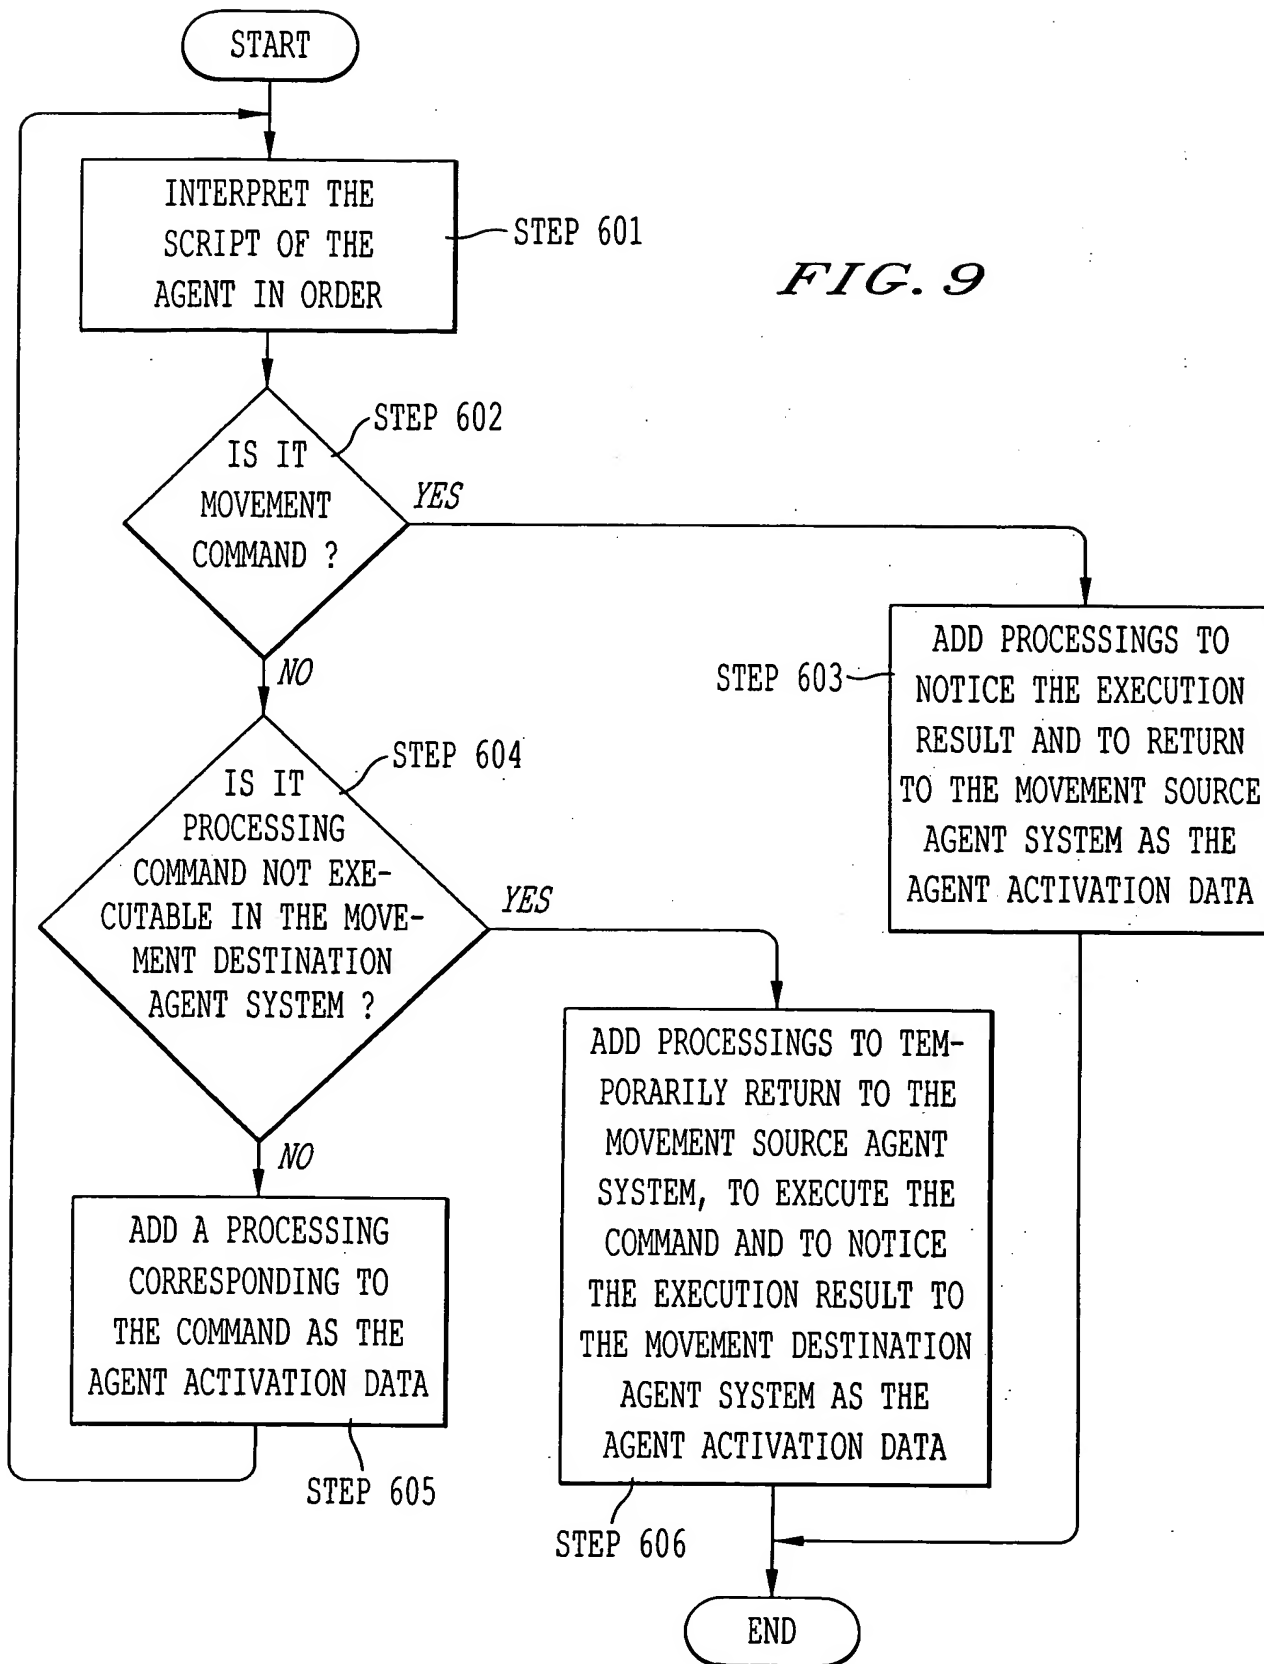 START
INTERPRET THE
SCRIPT OF THE
AGENT IN ORDER
STEP 601
FIG. 9
STEP 602
IS IT
MOVEMENT
COMMAND ?
YES
NO
STEP 603
ADD PROCESSINGS TO
NOTICE THE EXECUTION
RESULT AND TO RETURN
TO THE MOVEMENT SOURCE
AGENT SYSTEM AS THE
AGENT ACTIVATION DATA
STEP 604
IS IT
PROCESSING
COMMAND NOT EXE-
CUTABLE IN THE MOVE-
MENT DESTINATION
AGENT SYSTEM ?
YES
NO
ADD A PROCESSING
CORRESPONDING TO
THE COMMAND AS THE
AGENT ACTIVATION DATA
STEP 605
ADD PROCESSINGS TO TEM-
PORARILY RETURN TO THE
MOVEMENT SOURCE AGENT
SYSTEM, TO EXECUTE THE
COMMAND AND TO NOTICE
THE EXECUTION RESULT TO
THE MOVEMENT DESTINATION
AGENT SYSTEM AS THE
AGENT ACTIVATION DATA
STEP 606
END